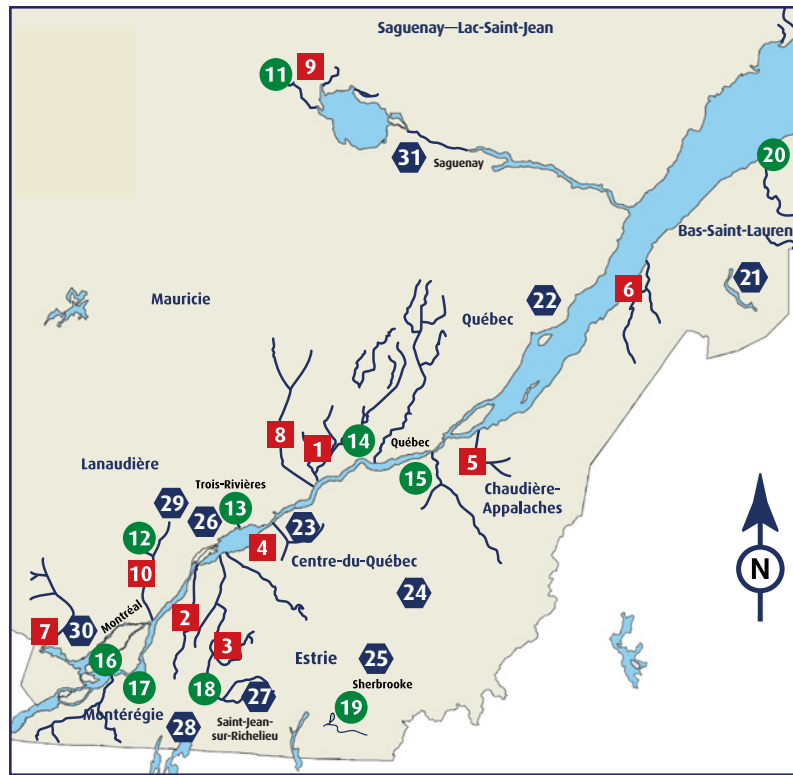 Saguenay—Lac-Saint-Jean
9
11
31
Saguenay
20
Bas-Saint-Lauren
21
6
22
Mauricie
Québec
8
1
14
Québec
5
15
Chaudière-
Appalaches
Lanaudière
Trois-Rivières
29
26
13
23
12
4
Centre-du-Québec
10
N
24
Montréal
2
7
30
3
16
Estrie
25
17
18
27
Sherbrooke
19
Montérégie
28
Saint-Jean-
sur-Richelieu